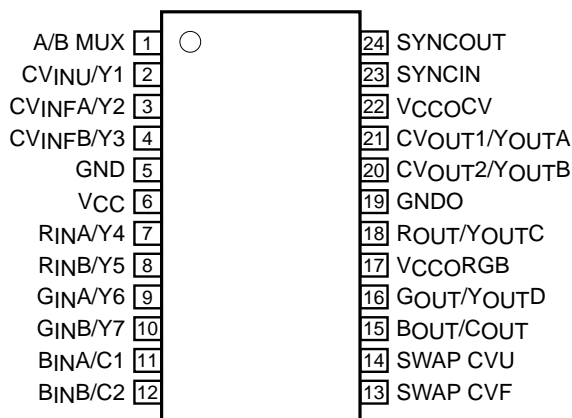 A/B MUX 1
CVINU/Y1 2
CVINFA/Y2 3
CVINFB/Y3 4
GND 5
VCC 6
RINA/Y4 7
RINB/Y5 8
GINA/Y6 9
GINB/Y7 10
BINA/C1 11
BINB/C2 12
24 SYNCOUT
23 SYNCIN
22 VCCOCV
21 CVOUT1/YOUTA
20 CVOUT2/YOUTB
19 GNDO
18 ROUT/YOUTC
17 VCCORGB
16 GOUT/YOUTD
15 BOUT/COUT
14 SWAP CVU
13 SWAP CVF